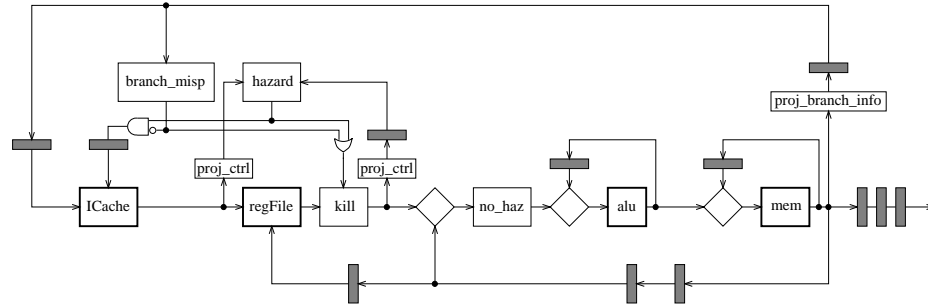 branch_misp
hazard
proj_branch_info
proj_ctrl
proj_ctrl
ICache
regFile
kill
no_haz
alu
mem